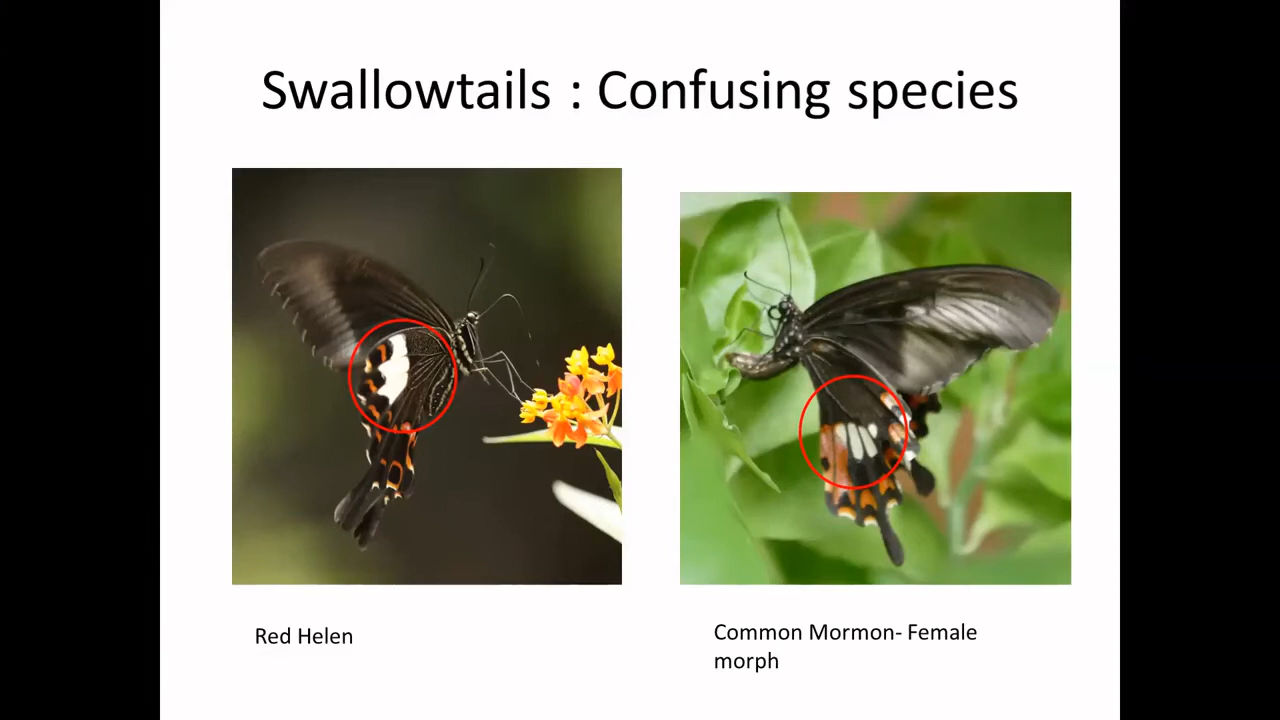 Swallowtails : Confusing species
Red Helen
Common Mormon- Female
morph